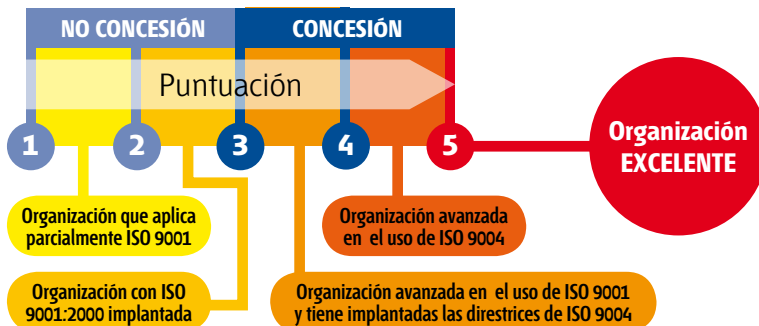 NO CONCESIÓN
CONCESIÓN
Puntuación
1
2
3
4
5
Organización
EXCELENTE
Organización que aplica
parcialmente ISO 9001
Organización avanzada
en el uso de ISO 9004
Organización con ISO
9001:2000 implantada
Organización avanzada en el uso de ISO 9001
y tiene implantadas las direstrices de ISO 9004